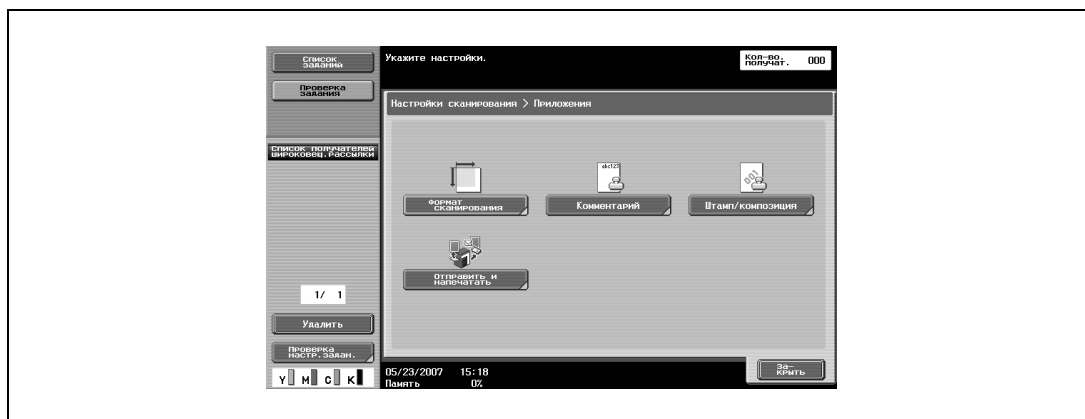 Список
заданий
Укажите настройки.
Кол-во.
получат. 000
Проверка
задания
Настройки сканирования > Приложения
Список получателей
широковещ.рассылки
abc123
001
Формат
сканирования
Комментарий
Штамп/композиция
Отправить и
напечатать
1/ 1
Удалить
Проверка
настр.задан.
За-
крыть
05/23/2007 15:18
Память 0%
Y M C K